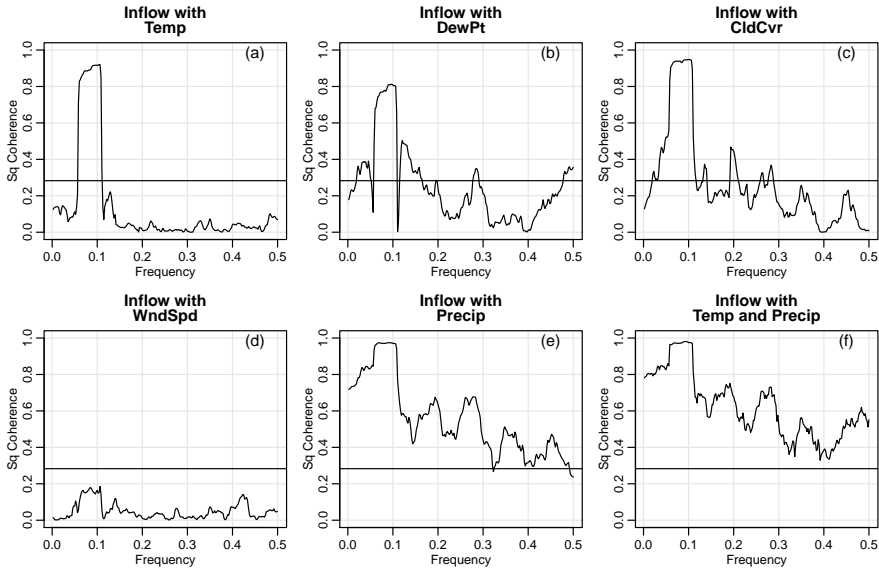 Inflow with
Temp
(a)
Sq Coherence
0.0 0.2 0.4 0.6 0.8 1.0
0.0 0.1 0.2 0.3 0.4 0.5
Frequency
Inflow with
DewPt
(b)
Sq Coherence
0.0 0.2 0.4 0.6 0.8 1.0
0.0 0.1 0.2 0.3 0.4 0.5
Frequency
Inflow with
CldCvr
(c)
Sq Coherence
0.0 0.2 0.4 0.6 0.8 1.0
0.0 0.1 0.2 0.3 0.4 0.5
Frequency
Inflow with
WndSpd
(d)
Sq Coherence
0.0 0.2 0.4 0.6 0.8 1.0
0.0 0.1 0.2 0.3 0.4 0.5
Frequency
Inflow with
Precip
(e)
Sq Coherence
0.0 0.2 0.4 0.6 0.8 1.0
0.0 0.1 0.2 0.3 0.4 0.5
Frequency
Inflow with
Temp and Precip
(f)
Sq Coherence
0.0 0.2 0.4 0.6 0.8 1.0
0.0 0.1 0.2 0.3 0.4 0.5
Frequency